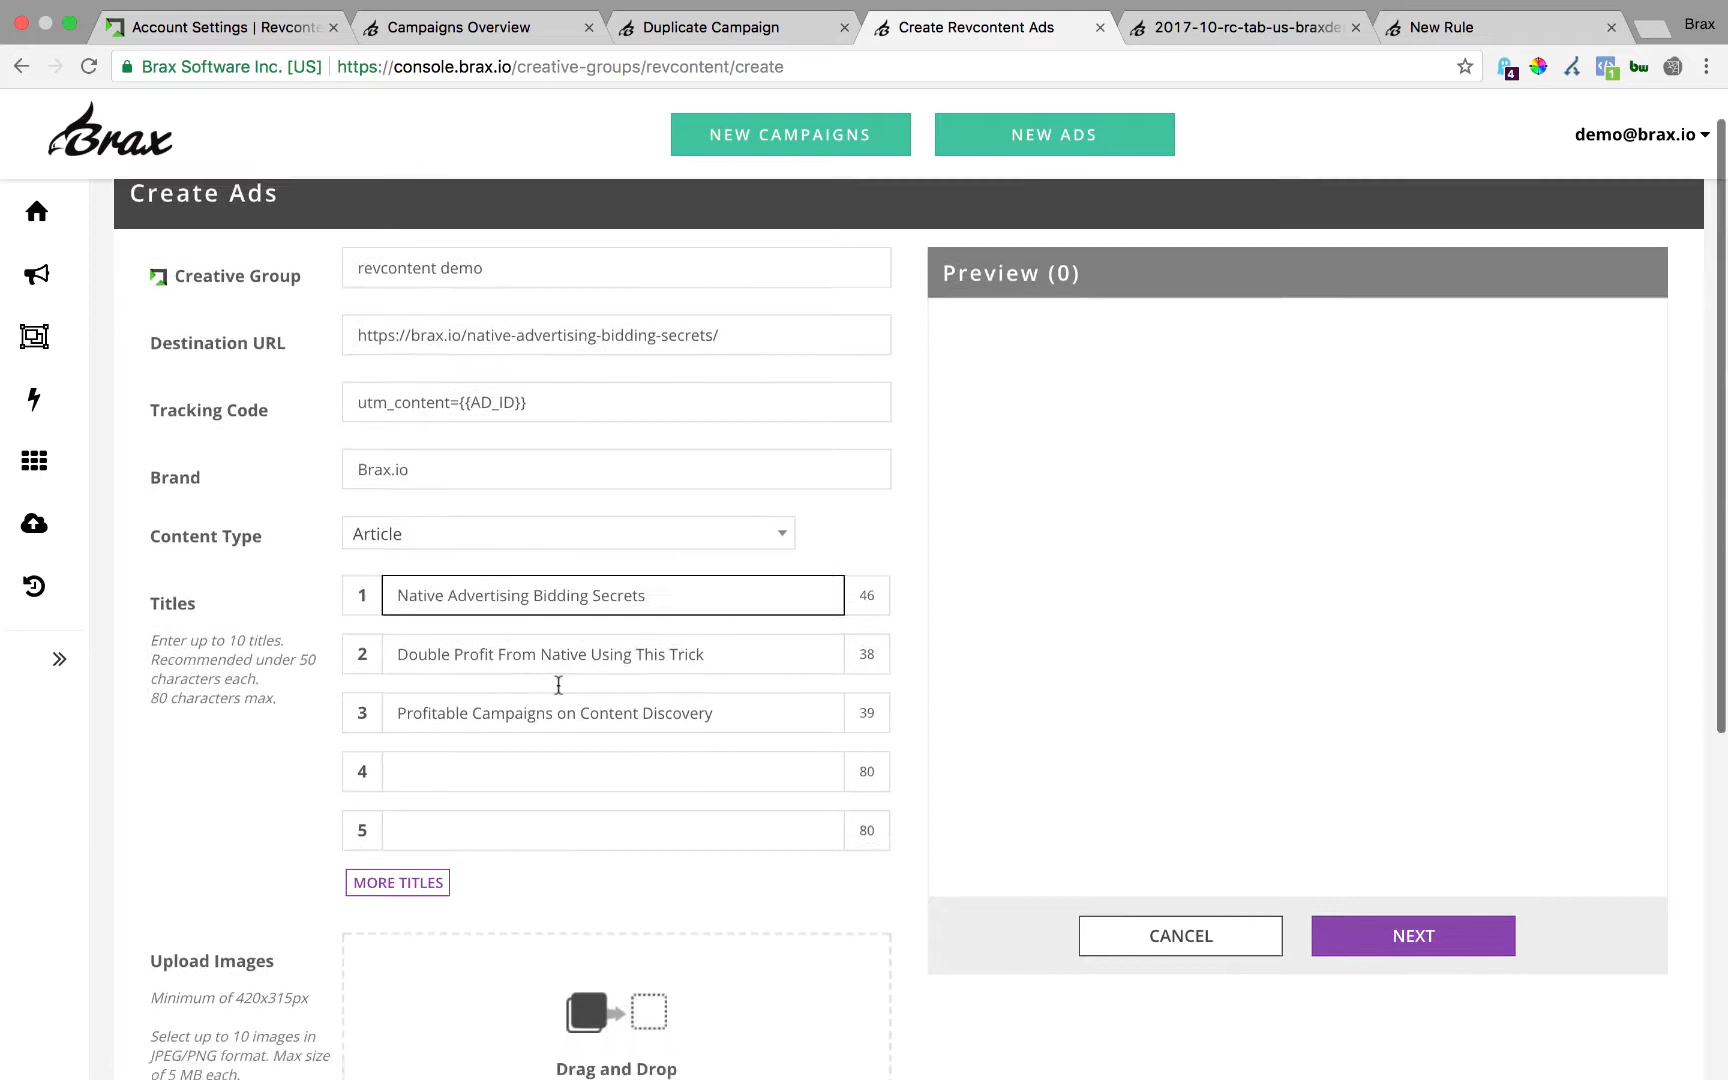 Account Settings | Revconte
Campaigns Overview
Duplicate Campaign
Create Revcontent Ads
2017-10-rc-tab-us-braxde
New Rule
Brax
Brax Software Inc. [US]
https://console.brax.io/creative-groups/revcontent/create
4
1
bw
Brax
NEW CAMPAIGNS
NEW ADS
demo@brax.io
Create Ads
Creative Group
revcontent demo
Destination URL
https://brax.io/native-advertising-bidding-secrets/
Tracking Code
utm_content={{AD_ID}}
Brand
Brax.io
Content Type
Article
Titles
Enter up to 10 titles.
Recommended under 50
characters each.
80 characters max.
1 Native Advertising Bidding Secrets 46
2 Double Profit From Native Using This Trick 38
3 Profitable Campaigns on Content Discovery 39
4 80
5 80
MORE TITLES
Upload Images
Minimum of 420x315px
Select up to 10 images in
JPEG/PNG format. Max size
of 5 MB each.
Drag and Drop
Preview (0)
CANCEL
NEXT